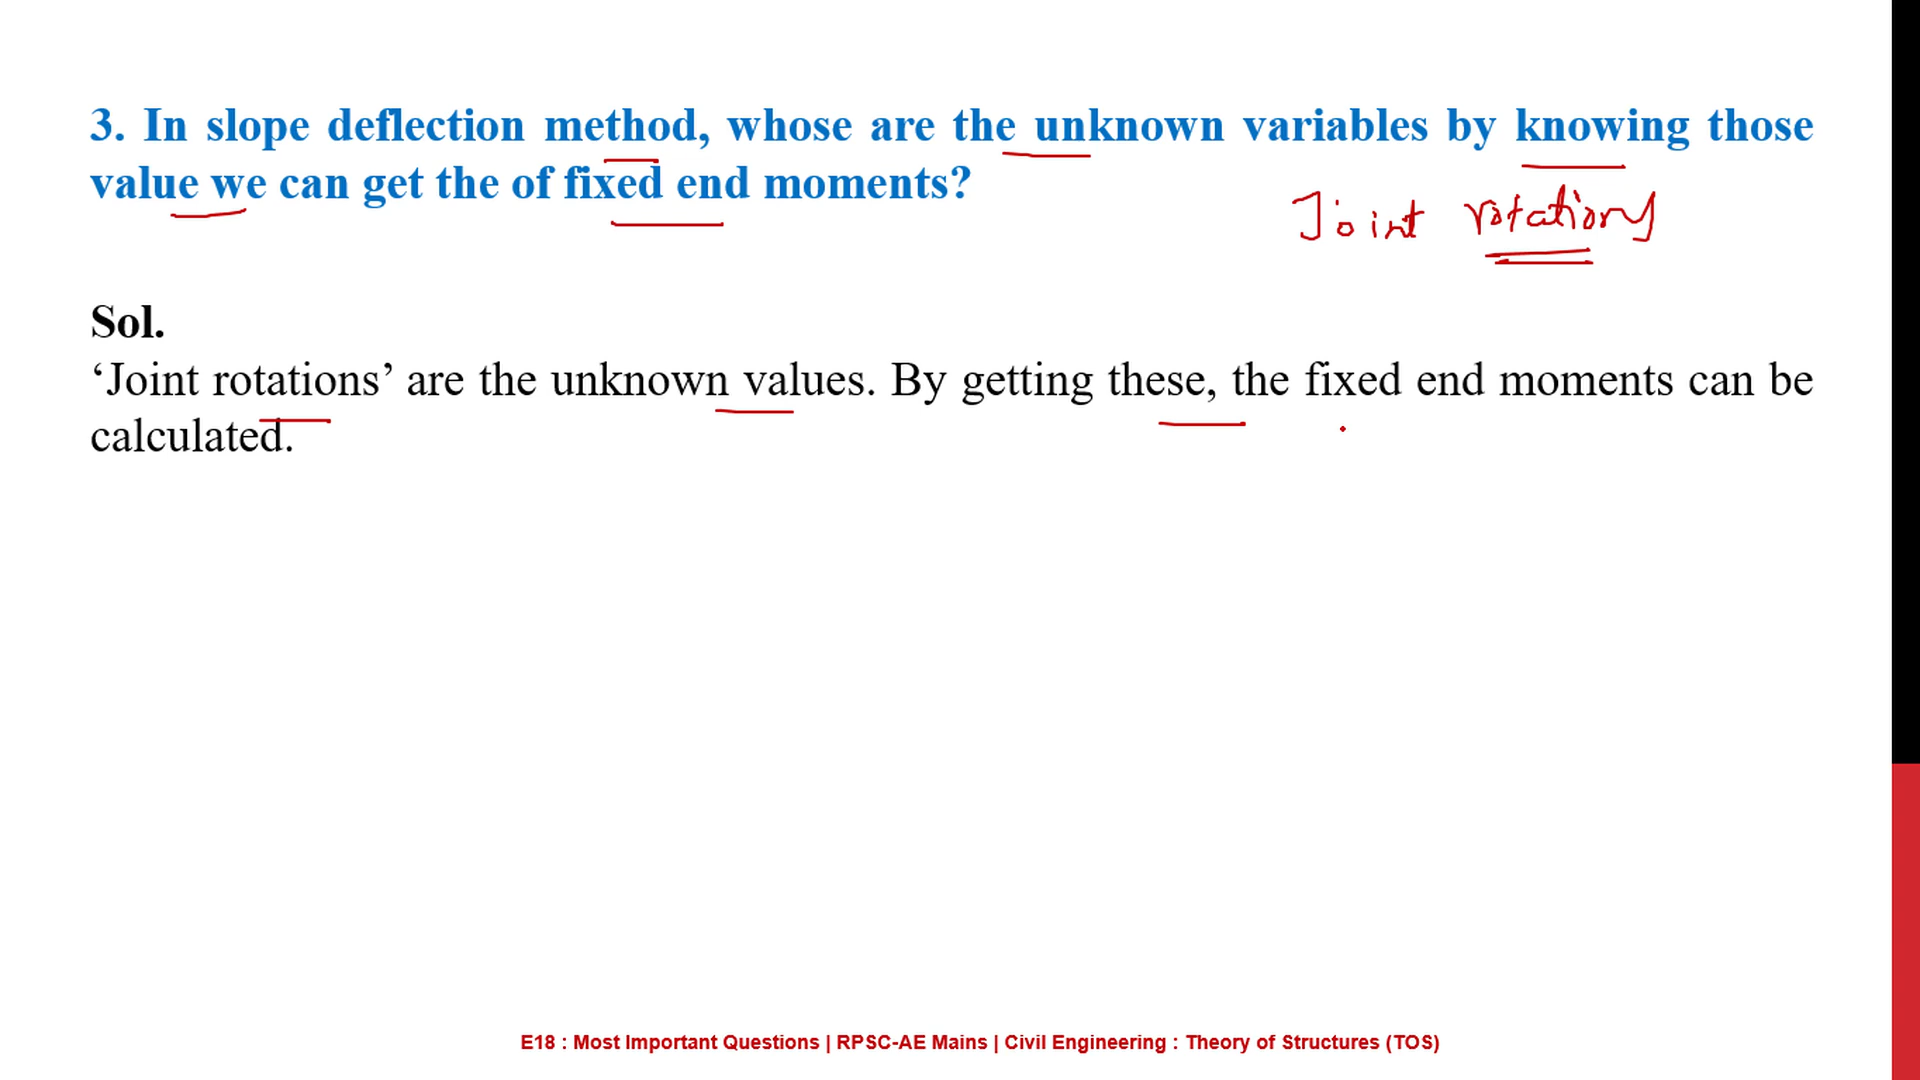 3. In slope deflection method, whose are the unknown variables by knowing those
value we can get the of fixed end moments?
Joint rotations
Sol.
‘Joint rotations’ are the unknown values. By getting these, the fixed end moments can be
calculated.
E18 : Most Important Questions | RPSC-AE Mains | Civil Engineering : Theory of Structures (TOS)